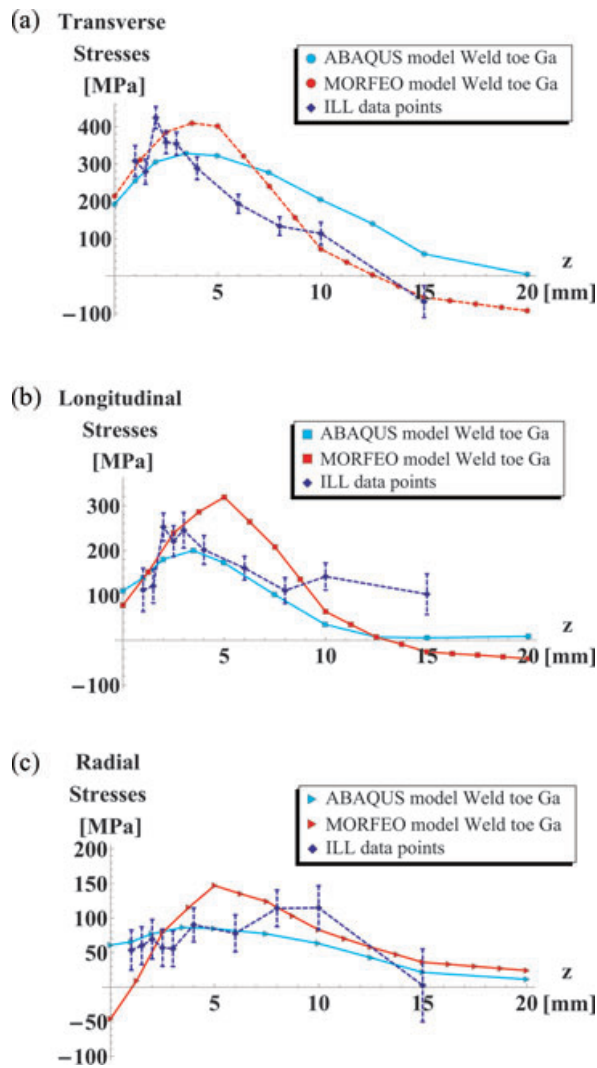 (a) Transverse
Stresses
[MPa]
ABAQUS model Weld toe Ga
MORFEO model Weld toe Ga
ILL data points
400
300
200
100
−100
5
10
15
20
z
[mm]
(b) Longitudinal
Stresses
[MPa]
ABAQUS model Weld toe Ga
MORFEO model Weld toe Ga
ILL data points
300
200
100
−100
5
10
15
20
z
[mm]
(c) Radial
Stresses
[MPa]
ABAQUS model Weld toe Ga
MORFEO model Weld toe Ga
ILL data points
200
150
100
50
−50
−100
5
10
15
20
z
[mm]